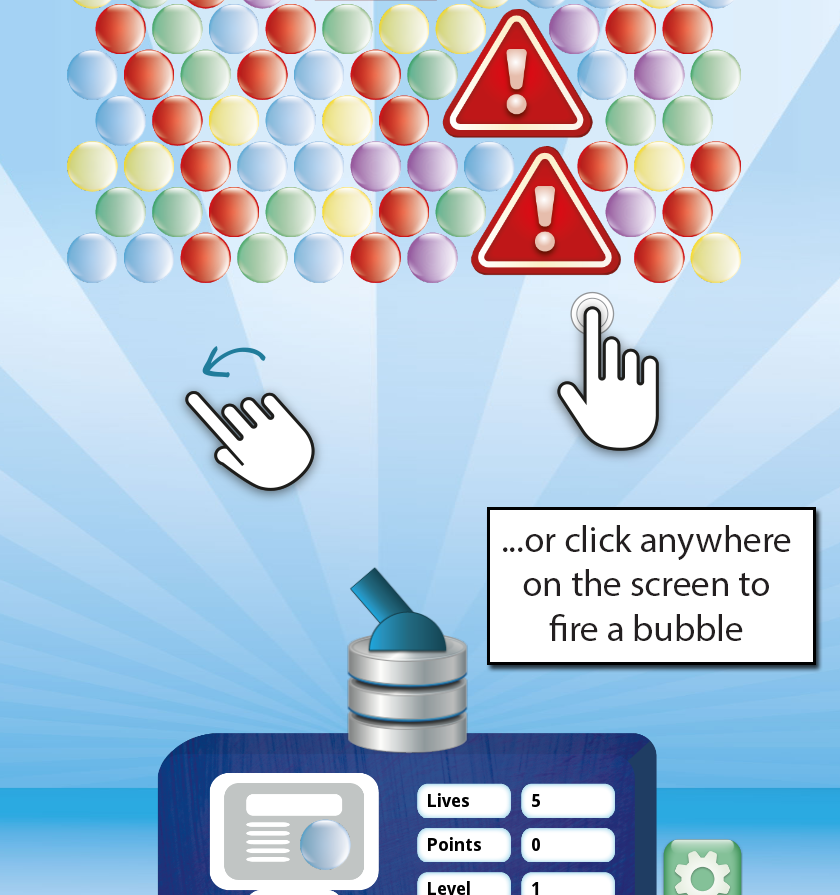 ...or click anywhere
on the screen to
fire a bubble
Lives 5
Points 0
Level 1